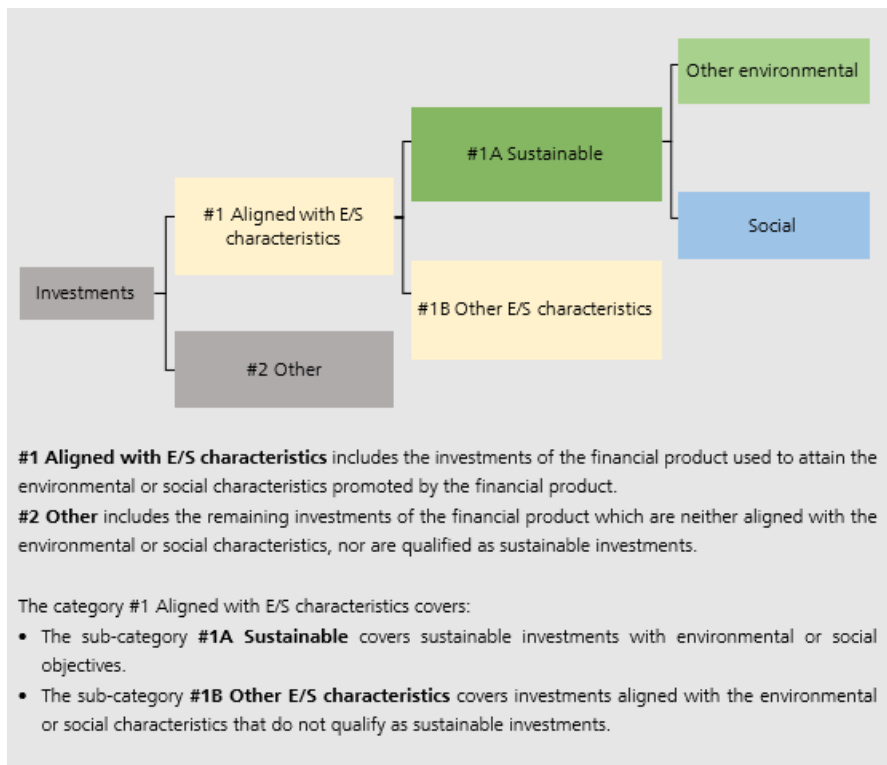 Other environmental
#1A Sustainable
#1 Aligned with E/S
characteristics
Social
Investments
#1B Other E/S characteristics
#2 Other
#1 Aligned with E/S characteristics includes the investments of the financial product used to attain the
environmental or social characteristics promoted by the financial product.
#2 Other includes the remaining investments of the financial product which are neither aligned with the
environmental or social characteristics, nor are qualified as sustainable investments.
The category #1 Aligned with E/S characteristics covers:
• The sub-category #1A Sustainable covers sustainable investments with environmental or social
objectives.
• The sub-category #1B Other E/S characteristics covers investments aligned with the environmental
or social characteristics that do not qualify as sustainable investments.